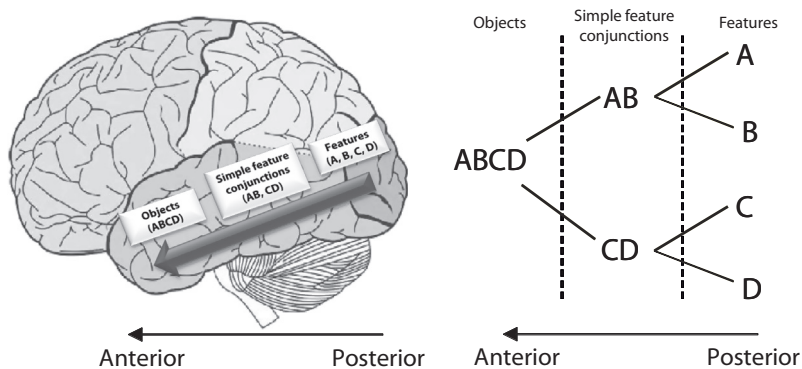 Features
(A, B, C, D)
Simple feature
conjunctions
(AB, CD)
Objects
(ABCD)
Anterior
Posterior
Objects
Simple feature
conjunctions
Features
A
AB
B
ABCD
C
CD
D
Anterior
Posterior